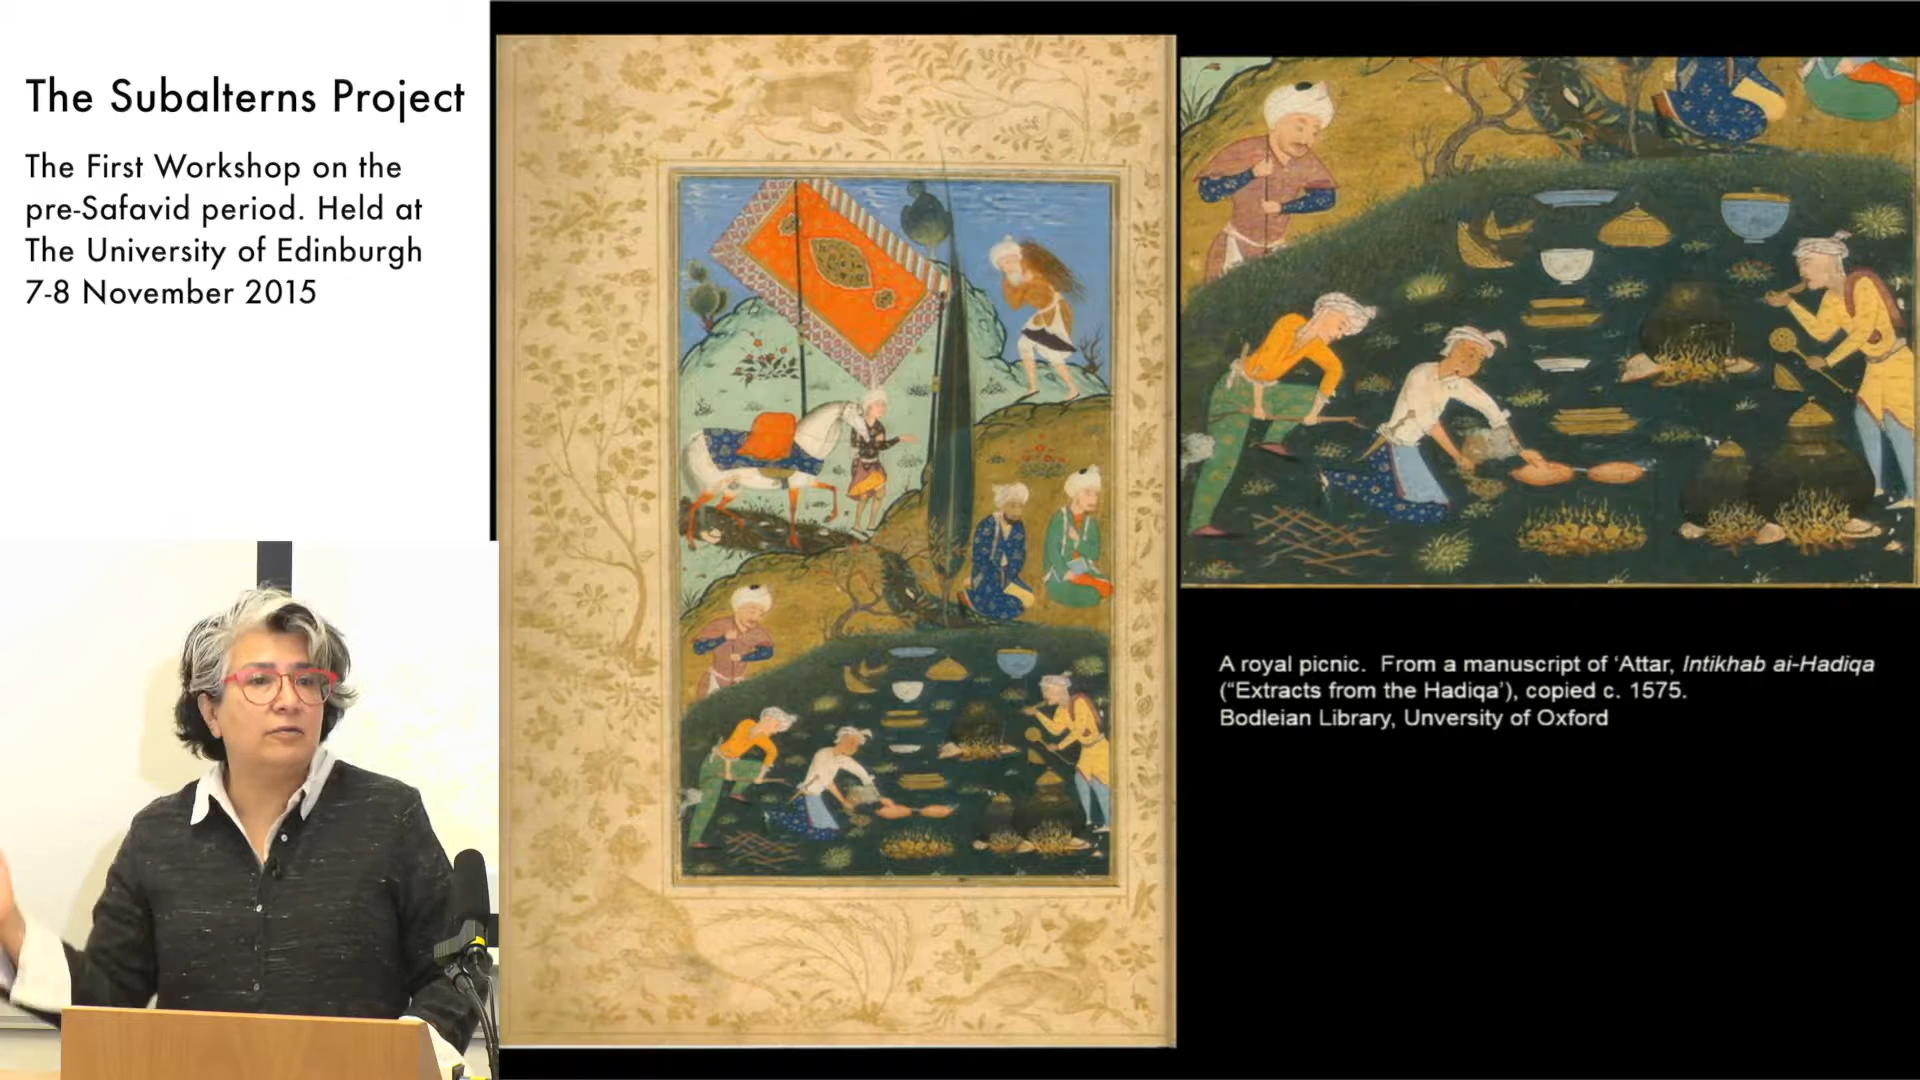 The Subalterns Project
The First Workshop on the
pre-Safavid period. Held at
The University of Edinburgh
7-8 November 2015
A royal picnic.  From a manuscript of ‘Attar, Intikhab ai-Hadiqa
(“Extracts from the Hadiqa’), copied c. 1575.
Bodleian Library, Unversity of Oxford